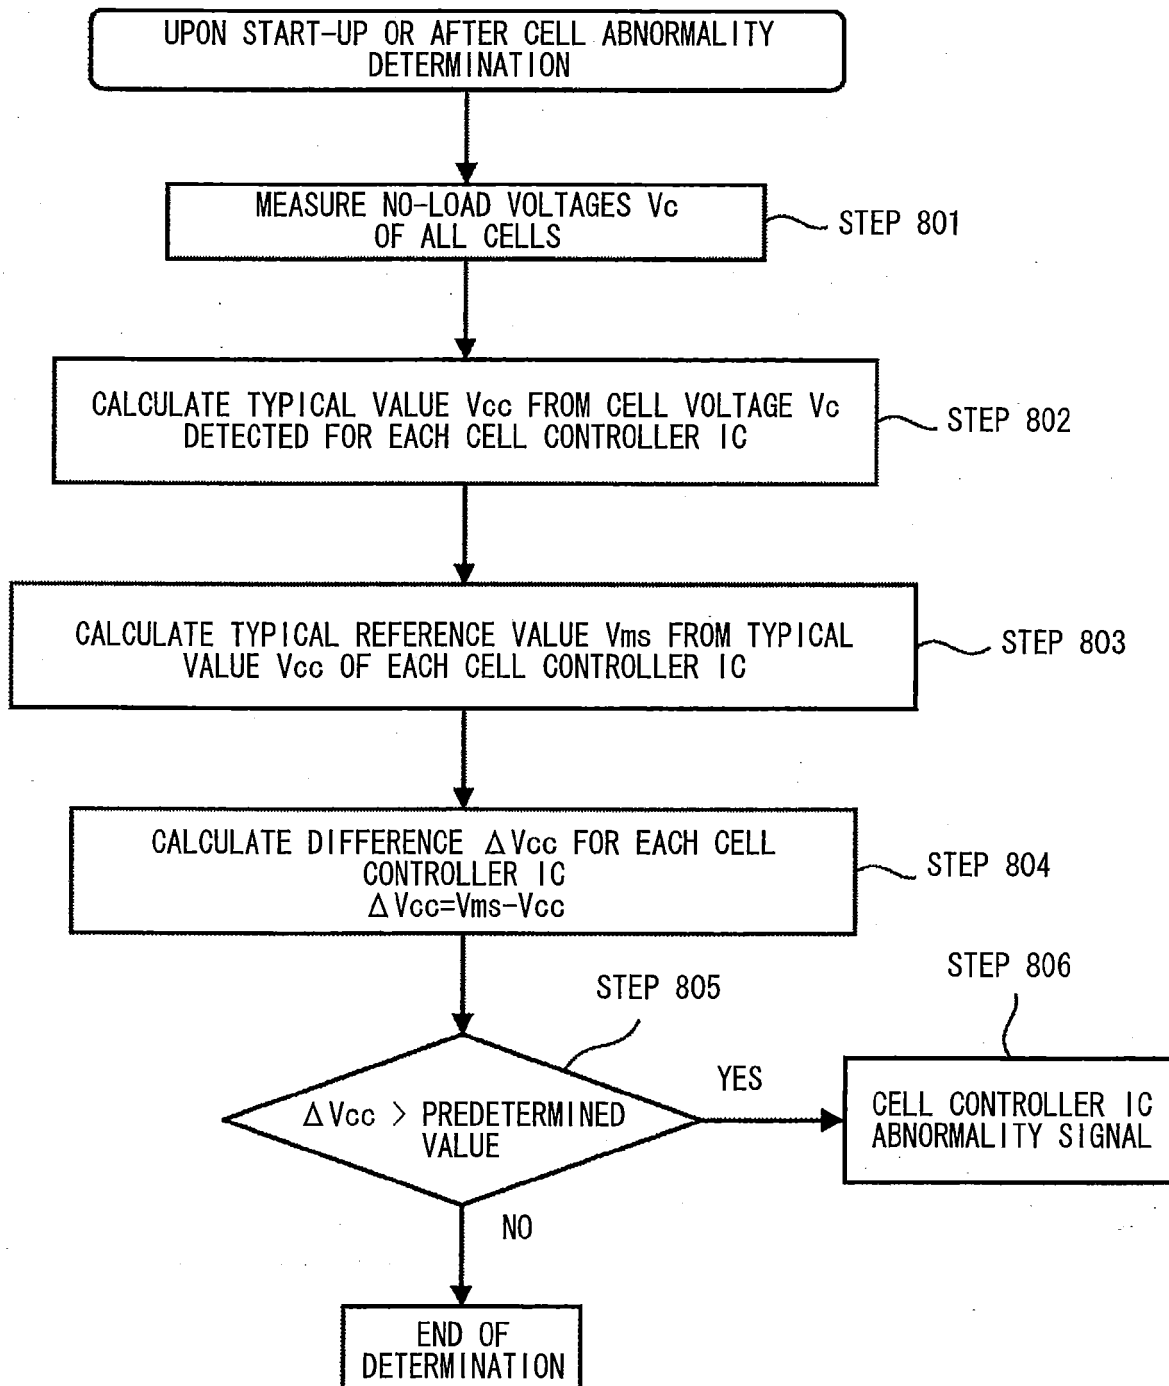 UPON START-UP OR AFTER CELL ABNORMALITY
DETERMINATION
MEASURE NO-LOAD VOLTAGES Vc
OF ALL CELLS
STEP 801
CALCULATE TYPICAL VALUE Vcc FROM CELL VOLTAGE Vc
DETECTED FOR EACH CELL CONTROLLER IC
STEP 802
CALCULATE TYPICAL REFERENCE VALUE Vms FROM TYPICAL
VALUE Vcc OF EACH CELL CONTROLLER IC
STEP 803
CALCULATE DIFFERENCE ΔVcc FOR EACH CELL
CONTROLLER IC
ΔVcc=Vms-Vcc
STEP 804
STEP 805
ΔVcc > PREDETERMINED
VALUE
YES
STEP 806
CELL CONTROLLER IC
ABNORMALITY SIGNAL
NO
END OF
DETERMINATION